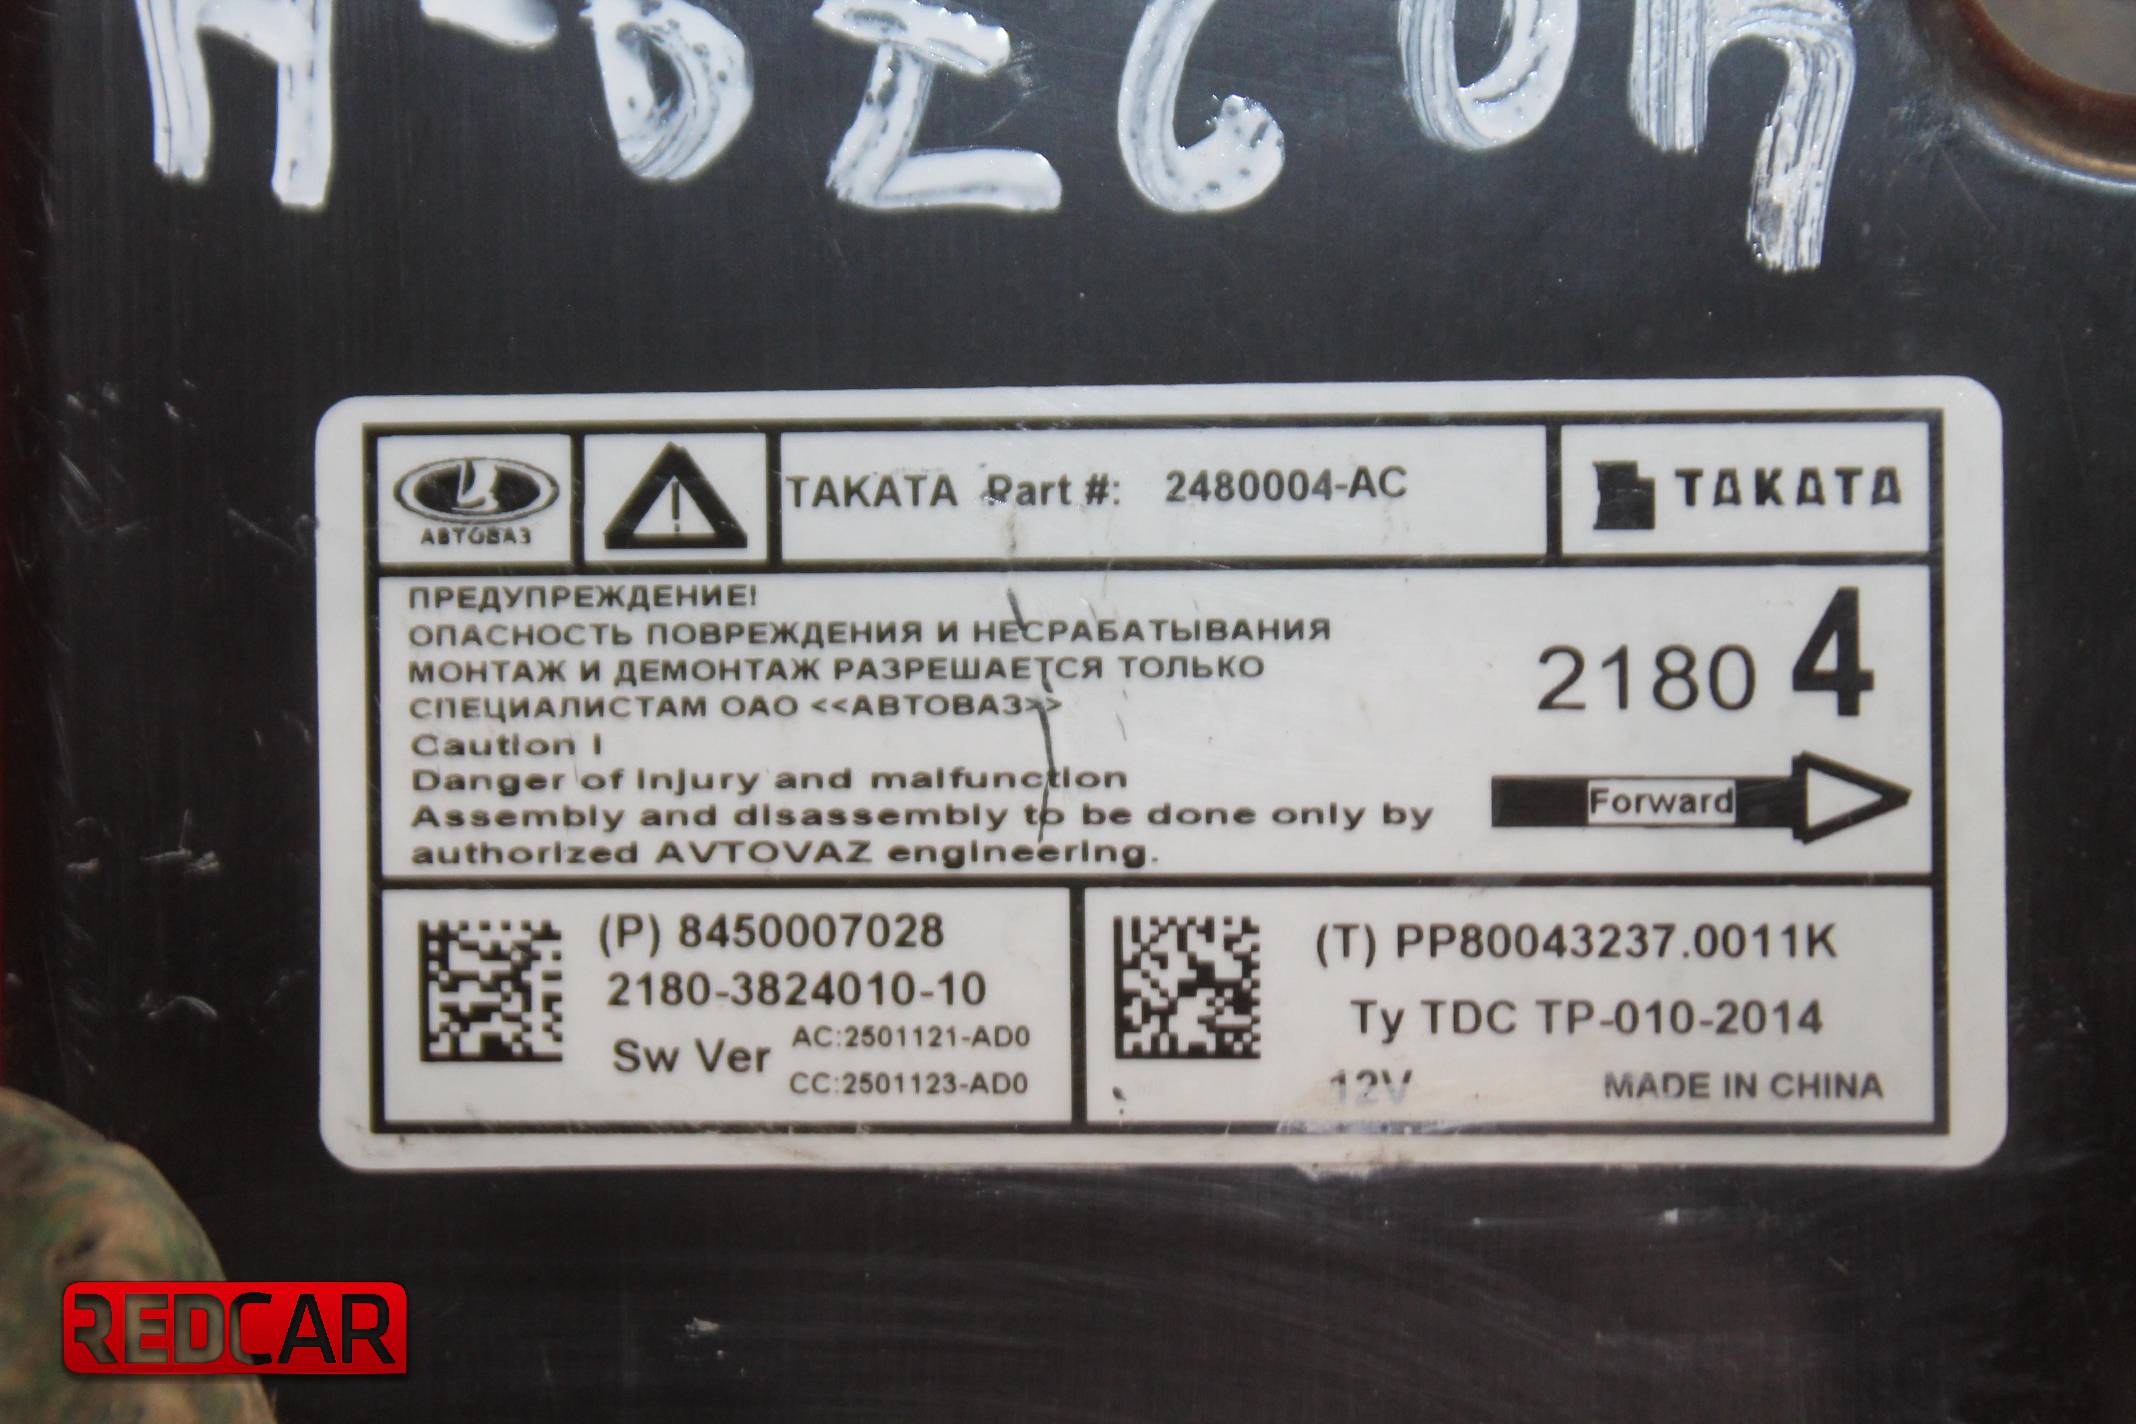 АВТОВАЗ
!
TAKATA Part #: 2480004-AC
TAKATA
ПРЕДУПРЕЖДЕНИЕ!
ОПАСНОСТЬ ПОВРЕЖДЕНИЯ И НЕСРАБАТЫВАНИЯ
МОНТАЖ И ДЕМОНТАЖ РАЗРЕШАЕТСЯ ТОЛЬКО
СПЕЦИАЛИСТАМ ОАО <<АВТОВАЗ>>
Caution !
Danger of injury and malfunction
Assembly and disassembly to be done only by
authorized AVTOVAZ engineering.
2180 4
Forward
(P) 8450007028
2180-3824010-10
Sw Ver
AC:2501121-AD0
CC:2501123-AD0
(T) PP80043237.0011K
Ty TDC TP-010-2014
12V MADE IN CHINA
REDCAR